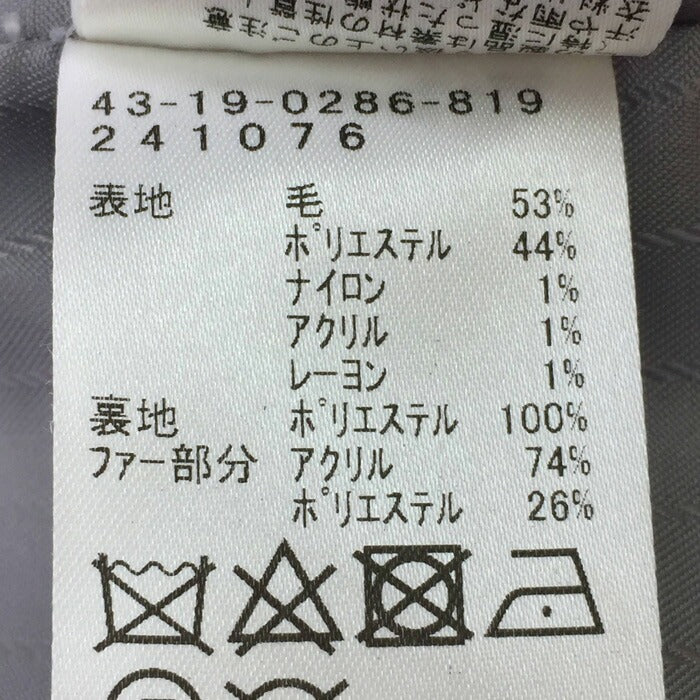 43-19-0286-819
241076
表地 毛 53%
ポリエステル 44%
ナイロン 1%
アクリル 1%
レーヨン 1%
裏地 ポリエステル 100%
ファー部分 アクリル 74%
ポリエステル 26%